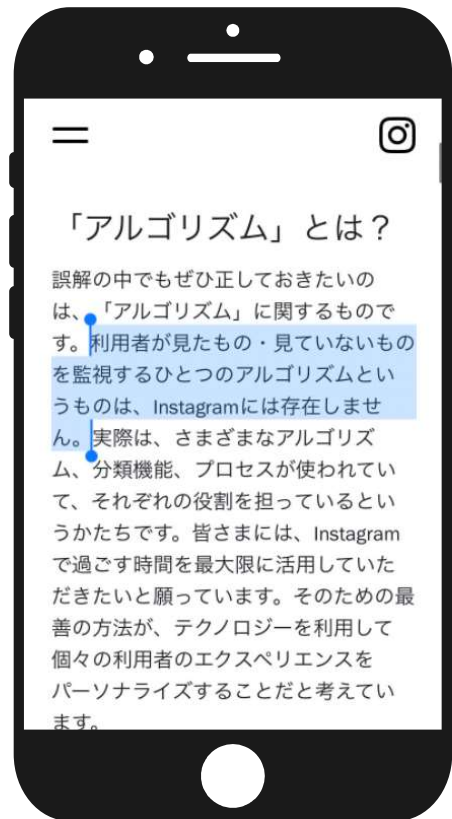 「アルゴリズム」とは？
誤解の中でもぜひ正しておきたいの
は、「アルゴリズム」に関するもので
す。利用者が見たもの・見ていないもの
を監視するひとつのアルゴリズムとい
うものは、Instagramには存在しませ
ん。実際は、さまざまなアルゴリズ
ム、分類機能、プロセスが使われてい
て、それぞれの役割を担っているとい
うかたちです。皆さまには、Instagram
で過ごす時間を最大限に活用していた
だきたいと願っています。そのための最
善の方法が、テクノロジーを利用して
個々の利用者のエクスペリエンスを
パーソナライズすることだと考えてい
ます。